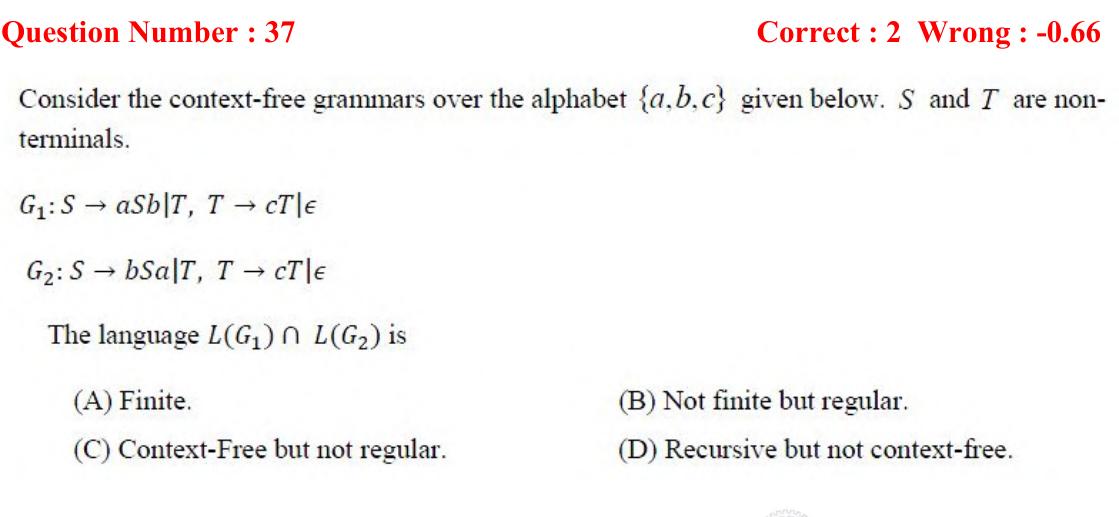 Question Number : 37 Correct : 2 Wrong : -0.66
Consider the context-free grammars over the alphabet {a,b,c} given below. S and T are non-
terminals.
G₁: S → aSb|T, T → cT|ϵ
G₂: S → bSa|T, T → cT|ϵ
The language L(G₁) ∩ L(G₂) is
(A) Finite. (B) Not finite but regular.
(C) Context-Free but not regular. (D) Recursive but not context-free.